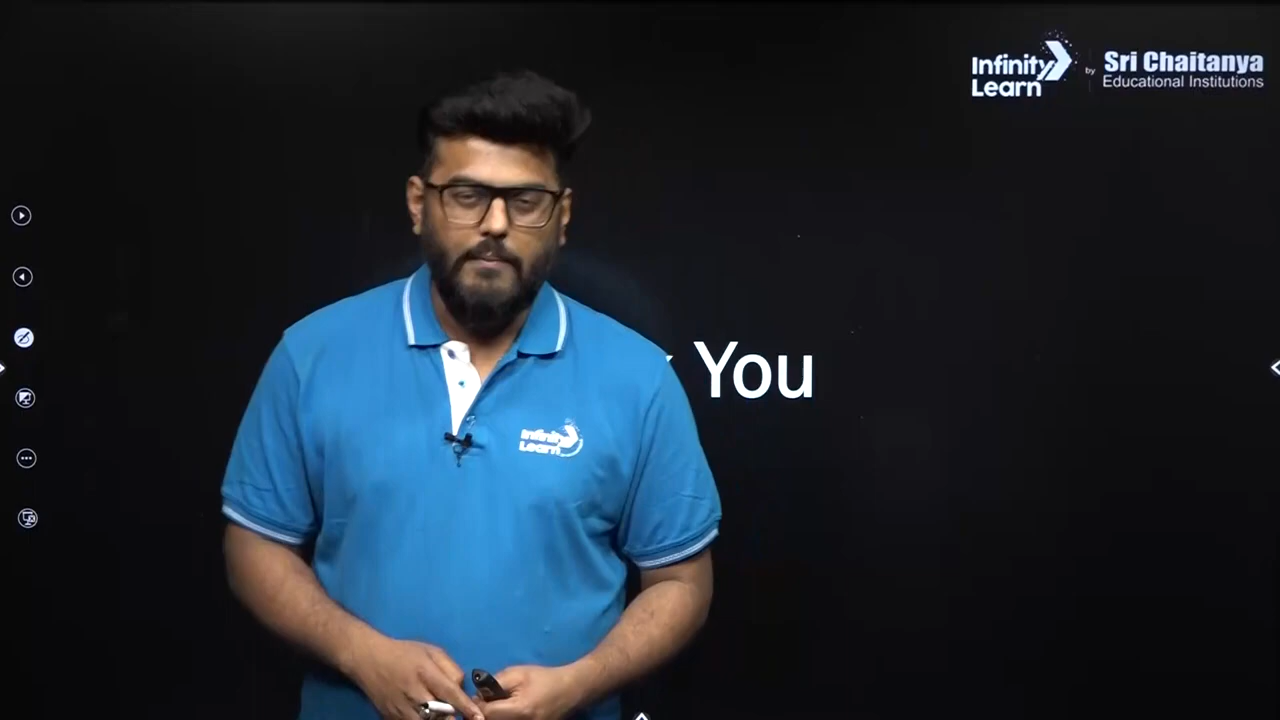 Infinity
Learn
by
Sri Chaitanya
Educational Institutions
You
Infinity
Learn